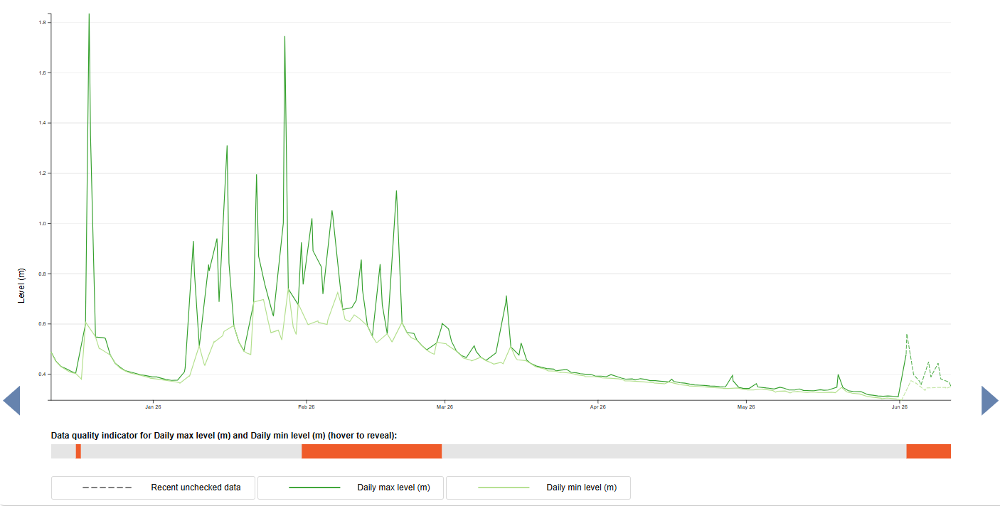 1.8
1.6
1.4
1.2
1.0
0.8
0.6
0.4
Level (m)
Jan 26 Feb 26 Mar 26 Apr 26 May 26 Jun 26
Data quality indicator for Daily max level (m) and Daily min level (m) (hover to reveal):
Recent unchecked data Daily max level (m) Daily min level (m)